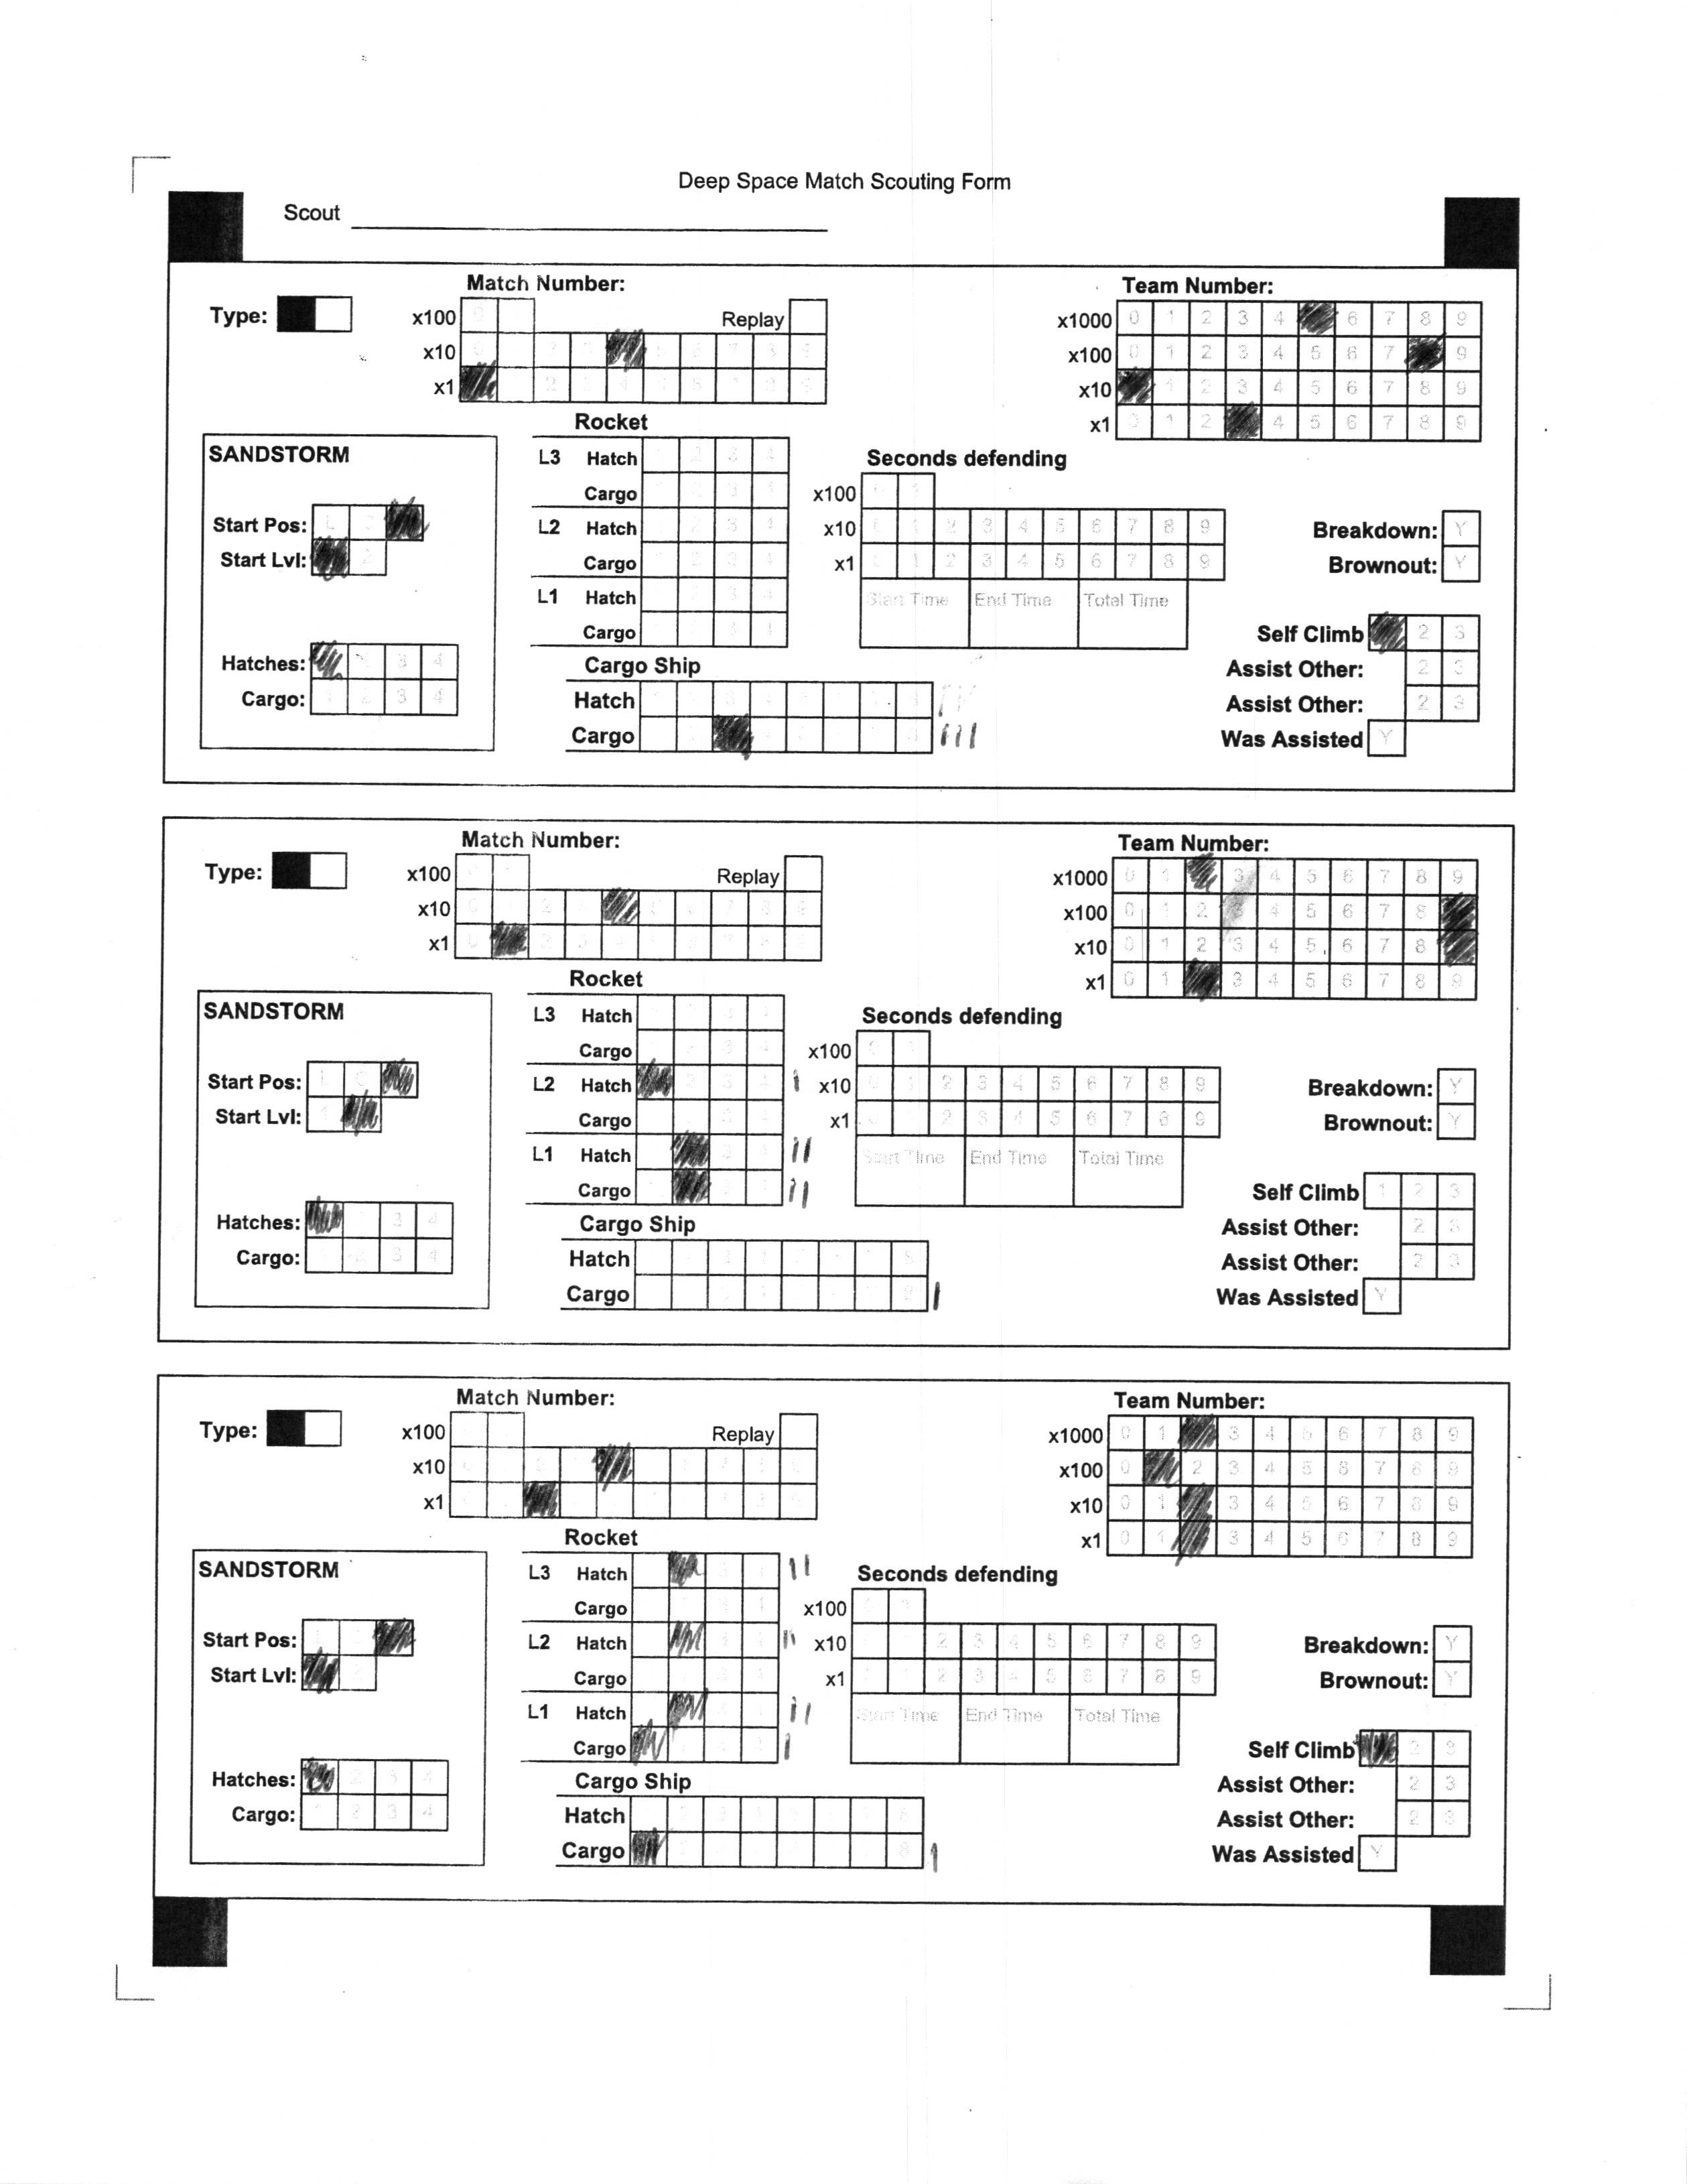 Deep Space Match Scouting Form
Scout
Match Number:
Team Number:
Type:
x100
Replay
x1000 0 1 2 3 4 6 7 8 9
x10
x100 0 1 2 3 4 5 6 7 9
x1
x10 1 2 3 4 5 6 7 8 9
x1 0 1 2 4 5 6 7 8 9
Rocket
SANDSTORM
L3 Hatch
Cargo
L2 Hatch
Cargo
L1 Hatch
Cargo
Seconds defending
x100
x10 1 2 3 4 5 6 7 8 9
x1 1 2 3 4 5 6 7 8 9
Start Time End Time Total Time
Start Pos:
Start Lvl:
Hatches: 3 4
Cargo: 3 4
Breakdown: Y
Brownout: Y
Self Climb 2 3
Assist Other: 2 3
Assist Other: 2 3
Was Assisted Y
Cargo Ship
Hatch
Cargo
Match Number:
Team Number:
Type:
x100
Replay
x1000 0 1 3 4 5 6 7 8 9
x10
x100 0 1 2 3 4 5 6 7 8
x1
x10 0 1 2 3 4 5 6 7 8
x1 0 1 3 4 5 6 7 8 9
Rocket
SANDSTORM
L3 Hatch
Cargo
L2 Hatch
Cargo
L1 Hatch
Cargo
Seconds defending
x100
x10 2 3 4 5 6 7 8 9
x1 2 3 4 5 6 7 8 9
Start Time End Time Total Time
Start Pos:
Start Lvl:
Hatches: 3 4
Cargo: 2 3 4
Breakdown: Y
Brownout: Y
Self Climb 1 2 3
Assist Other: 2 3
Assist Other: 2 3
Was Assisted Y
Cargo Ship
Hatch
Cargo
Match Number:
Team Number:
Type:
x100
Replay
x1000 0 1 3 4 5 6 7 8 9
x10
x100 0 2 3 4 5 6 7 8 9
x1
x10 0 1 3 4 5 6 7 8 9
x1 0 1 3 4 5 6 7 8 9
Rocket
SANDSTORM
L3 Hatch
Cargo
L2 Hatch
Cargo
L1 Hatch
Cargo
Seconds defending
x100
x10 2 3 4 5 6 7 8 9
x1 2 3 4 5 6 7 8 9
Start Time End Time Total Time
Start Pos:
Start Lvl:
Hatches: 2 3 4
Cargo: 1 2 3 4
Breakdown: Y
Brownout: Y
Self Climb 2 3
Assist Other: 2 3
Assist Other: 2 3
Was Assisted Y
Cargo Ship
Hatch
Cargo